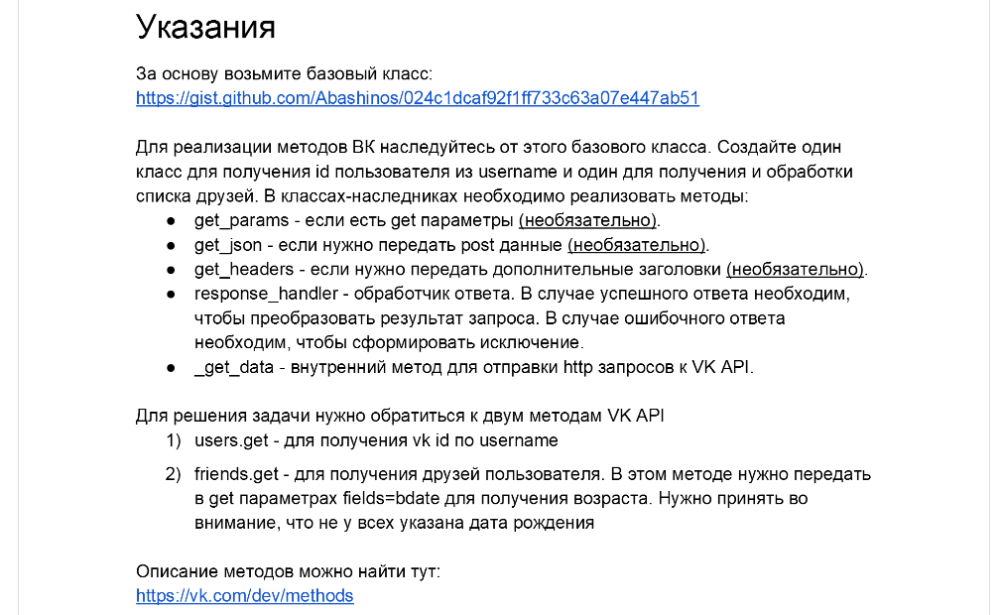 Указания
За основу возьмите базовый класс:
https://gist.github.com/Abashinos/024c1dcaf92f1ff733c63a07e447ab51
Для реализации методов ВК наследуйтесь от этого базового класса. Создайте один
класс для получения id пользователя из username и один для получения и обработки
списка друзей. В классах-наследниках необходимо реализовать методы:
● get_params - если есть get параметры (необязательно).
● get_json - если нужно передать post данные (необязательно).
● get_headers - если нужно передать дополнительные заголовки (необязательно).
● response_handler - обработчик ответа. В случае успешного ответа необходим,
чтобы преобразовать результат запроса. В случае ошибочного ответа
необходим, чтобы сформировать исключение.
● _get_data - внутренний метод для отправки http запросов к VK API.
Для решения задачи нужно обратиться к двум методам VK API
1) users.get - для получения vk id по username
2) friends.get - для получения друзей пользователя. В этом методе нужно передать
в get параметрах fields=bdate для получения возраста. Нужно принять во
внимание, что не у всех указана дата рождения
Описание методов можно найти тут:
https://vk.com/dev/methods